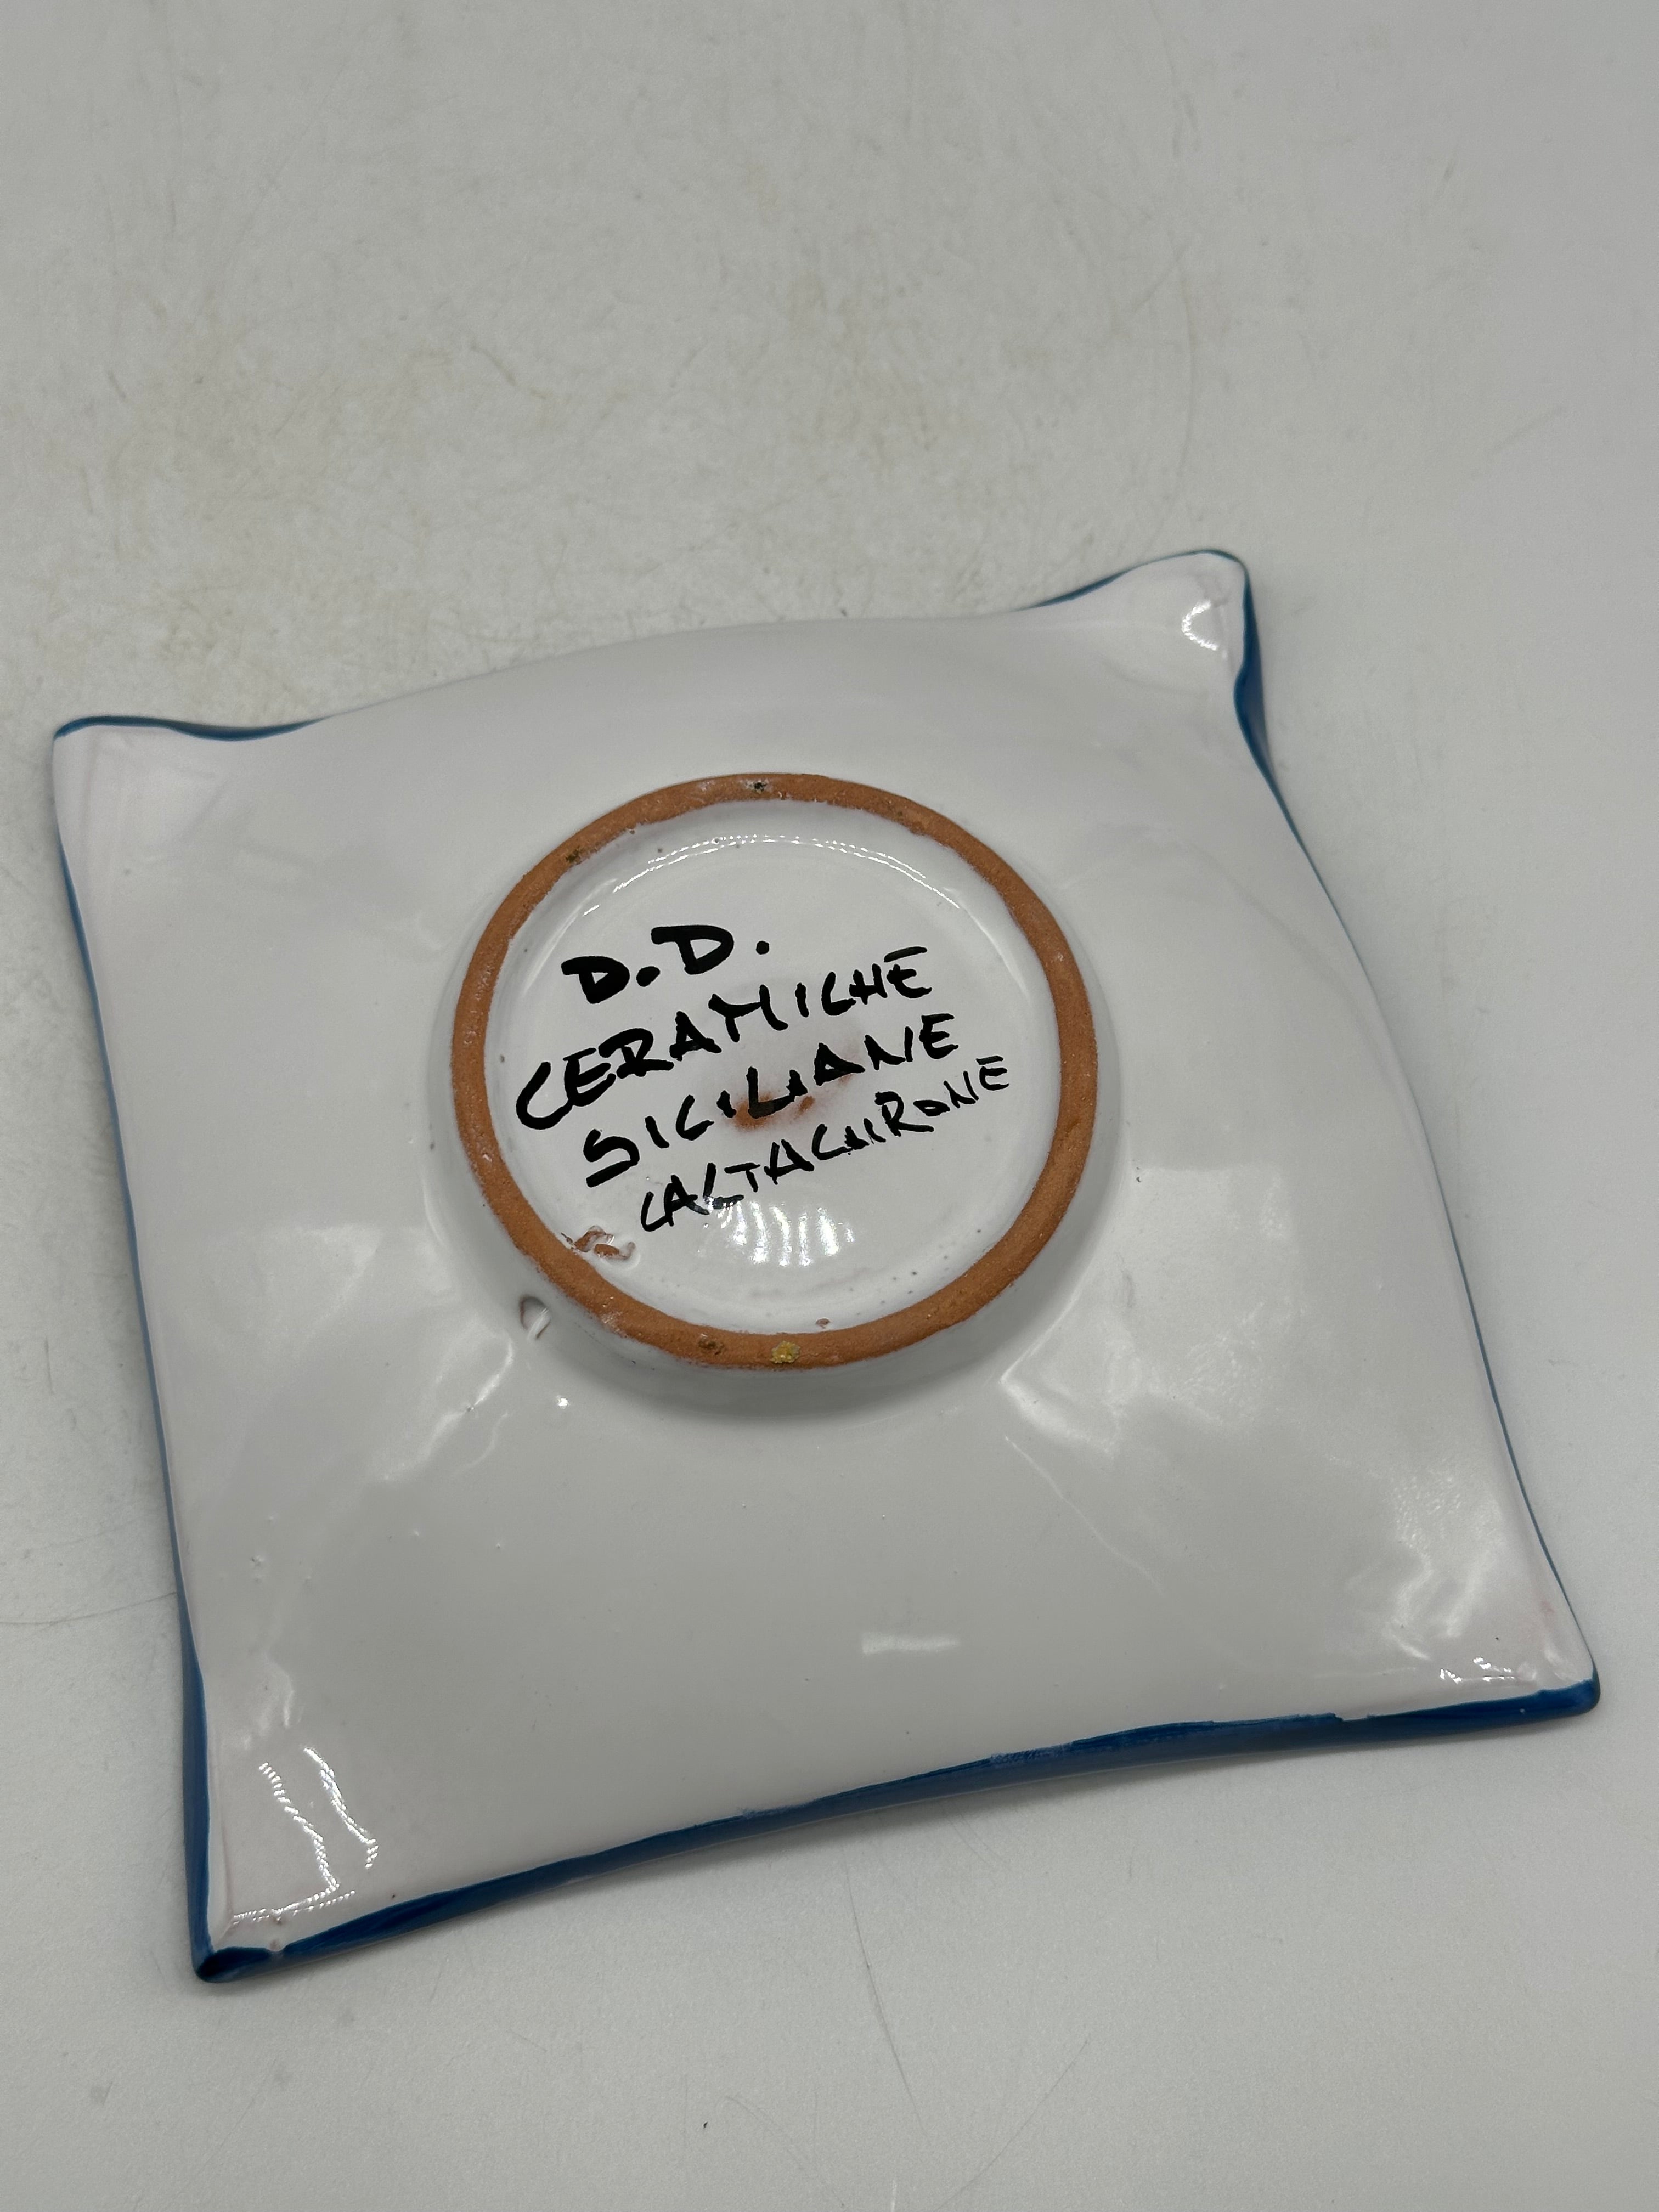 D.D.
CERAMICHE
SICILIANE
CALTAGIRONE